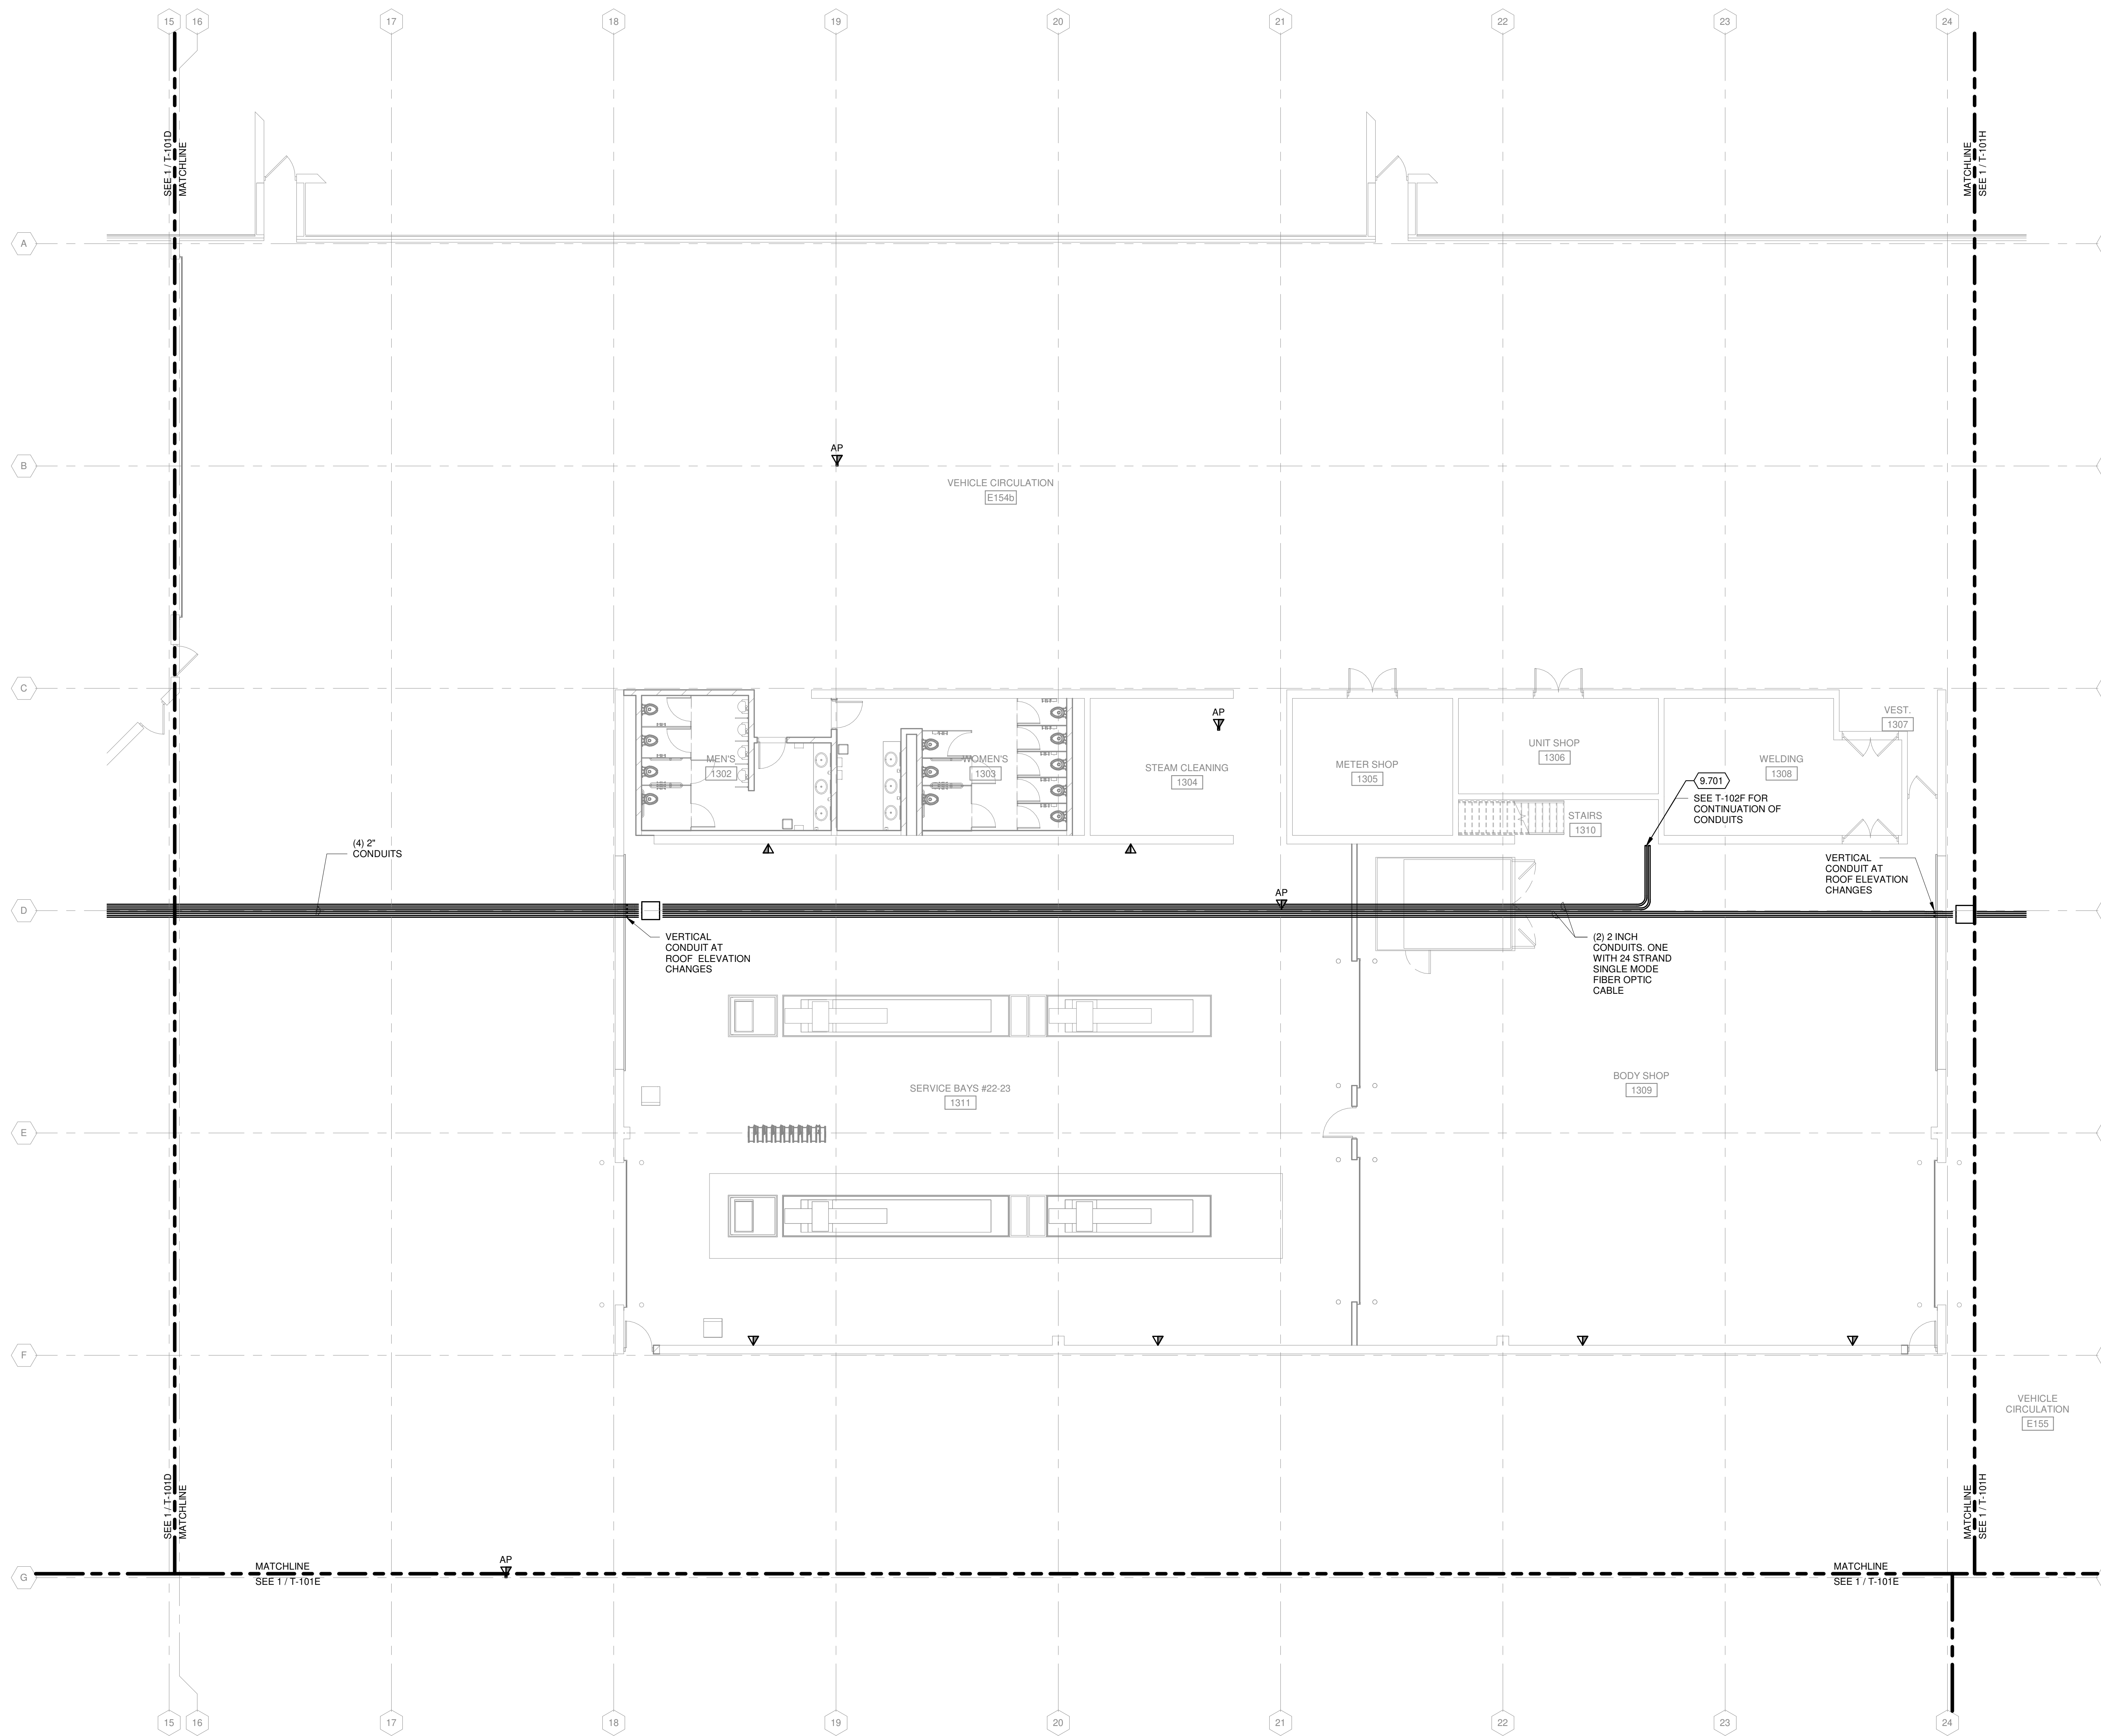 15
16
17
18
19
20
21
22
23
24
SEE 1 / T-101D
MATCHLINE
MATCHLINE
SEE 1 / T-101H
A
B
AP
VEHICLE CIRCULATION
E154b
C
MEN'S
1302
WOMEN'S
1303
AP
STEAM CLEANING
1304
METER SHOP
1305
UNIT SHOP
1306
VEST.
1307
WELDING
1308
9.701
SEE T-102F FOR
CONTINUATION OF
CONDUITS
STAIRS
1310
(4) 2"
CONDUITS
VERTICAL
CONDUIT AT
ROOF ELEVATION
CHANGES
D
AP
VERTICAL
CONDUIT AT
ROOF ELEVATION
CHANGES
(2) 2 INCH
CONDUITS. ONE
WITH 24 STRAND
SINGLE MODE
FIBER OPTIC
CABLE
SERVICE BAYS #22-23
1311
BODY SHOP
1309
E
F
VEHICLE
CIRCULATION
E155
SEE 1 / T-101D
MATCHLINE
MATCHLINE
SEE 1 / T-101H
G
MATCHLINE
SEE 1 / T-101E
AP
MATCHLINE
SEE 1 / T-101E
15
16
17
18
19
20
21
22
23
24